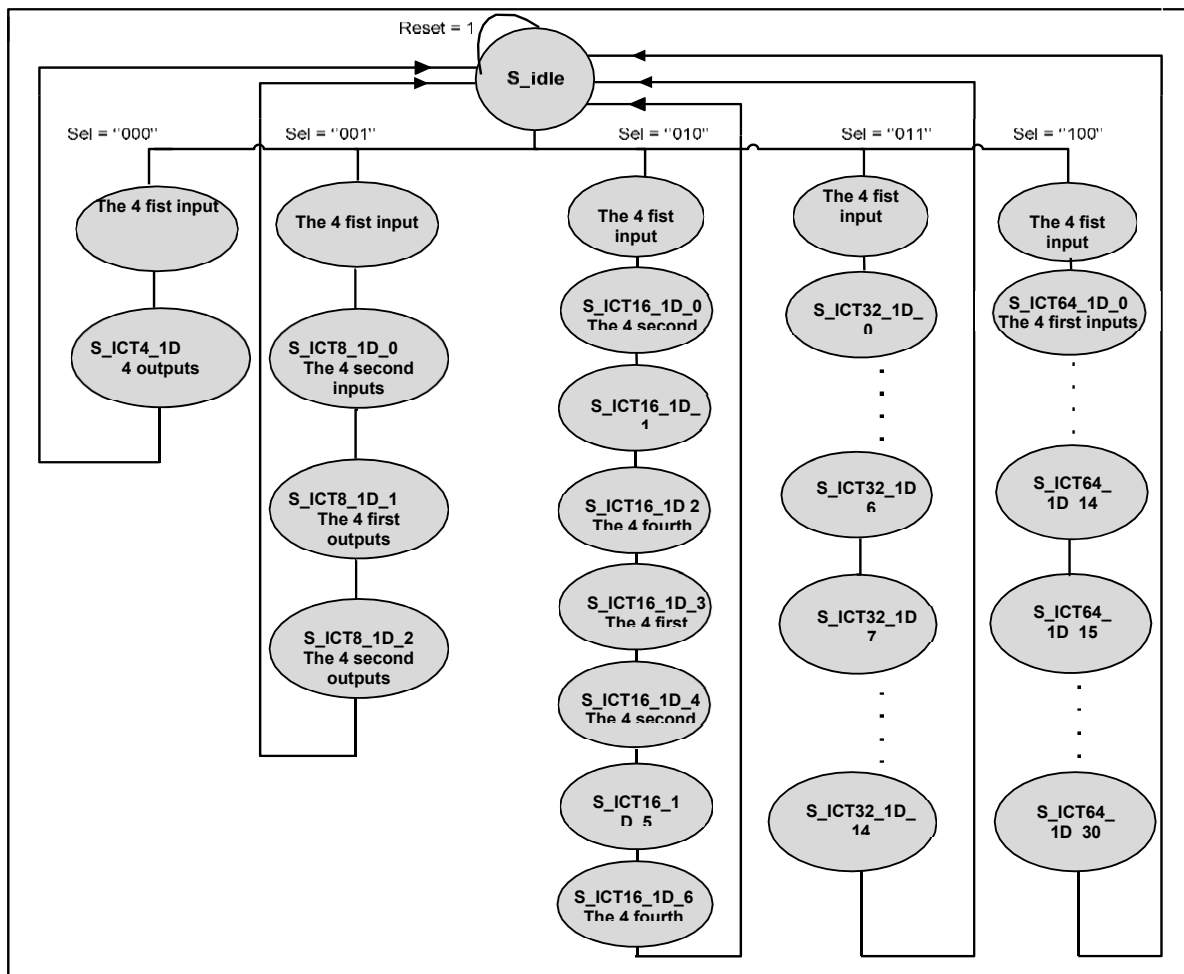 Reset = 1
S_idle
Sel = "000"
Sel = "001"
Sel = "010"
Sel = "011"
Sel = "100"
The 4 fist input
S_ICT4_1D
4 outputs
The 4 fist input
S_ICT8_1D_0
The 4 second
inputs
S_ICT8_1D_1
The 4 first
outputs
S_ICT8_1D_2
The 4 second
outputs
The 4 fist
input
S_ICT16_1D_0
The 4 second
S_ICT16_1D_
1
S_ICT16_1D 2
The 4 fourth
S_ICT16_1D_3
The 4 first
S_ICT16_1D_4
The 4 second
S_ICT16_1
D_5
S_ICT16_1D_6
The 4 fourth
The 4 fist
input
S_ICT32_1D_
0
S_ICT32_1D
6
S_ICT32_1D
7
S_ICT32_1D_
14
The 4 fist
input
S_ICT64_1D_0
The 4 first inputs
S_ICT64_
1D 14
S_ICT64_
1D 15
S_ICT64_
1D 30